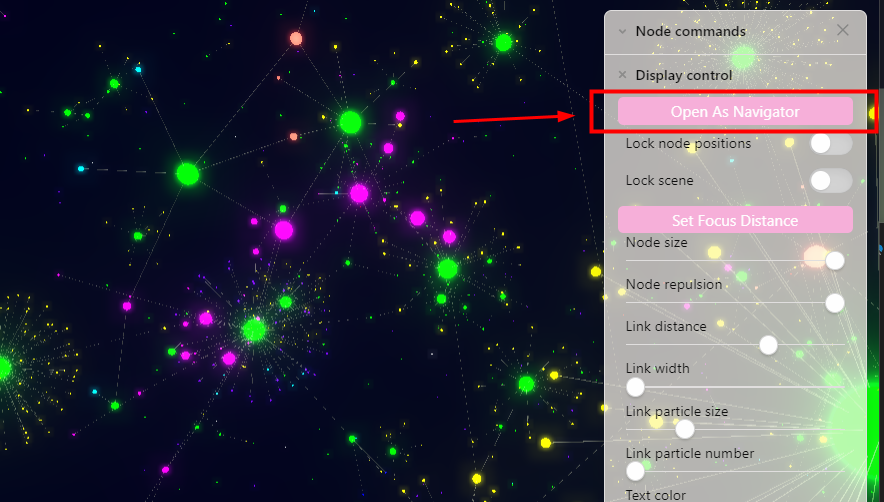 Node commands
Display control
Open As Navigator
Lock node positions
Lock scene
Set Focus Distance
Node size
Node repulsion
Link distance
Link width
Link particle size
Link particle number
Text color